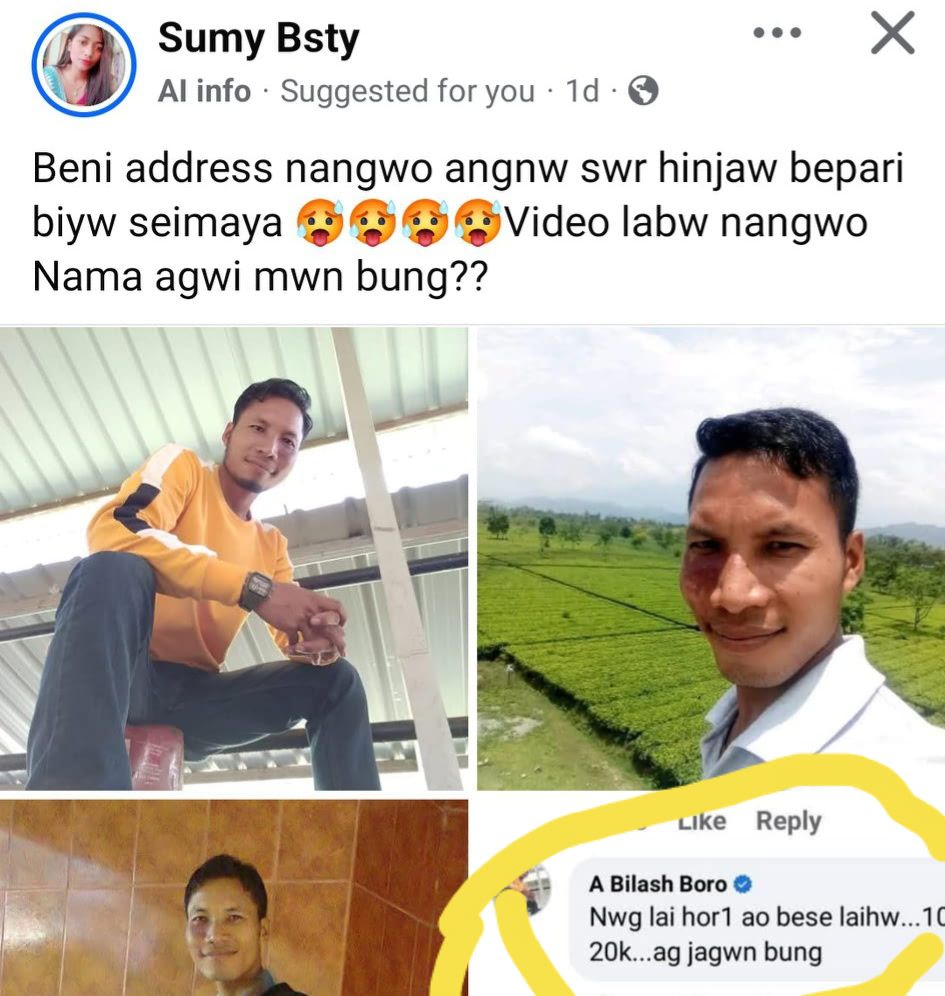 Sumy Bsty
AI info · Suggested for you · 1d ·
Beni address nangwo angnw swr hinjaw bepari
biyw seimaya 🥵🥵🥵🥵Video labw nangwo
Nama agwi mwn bung??
Like Reply
A Bilash Boro
Nwg lai hor1 ao bese laihw...10
20k...ag jagwn bung